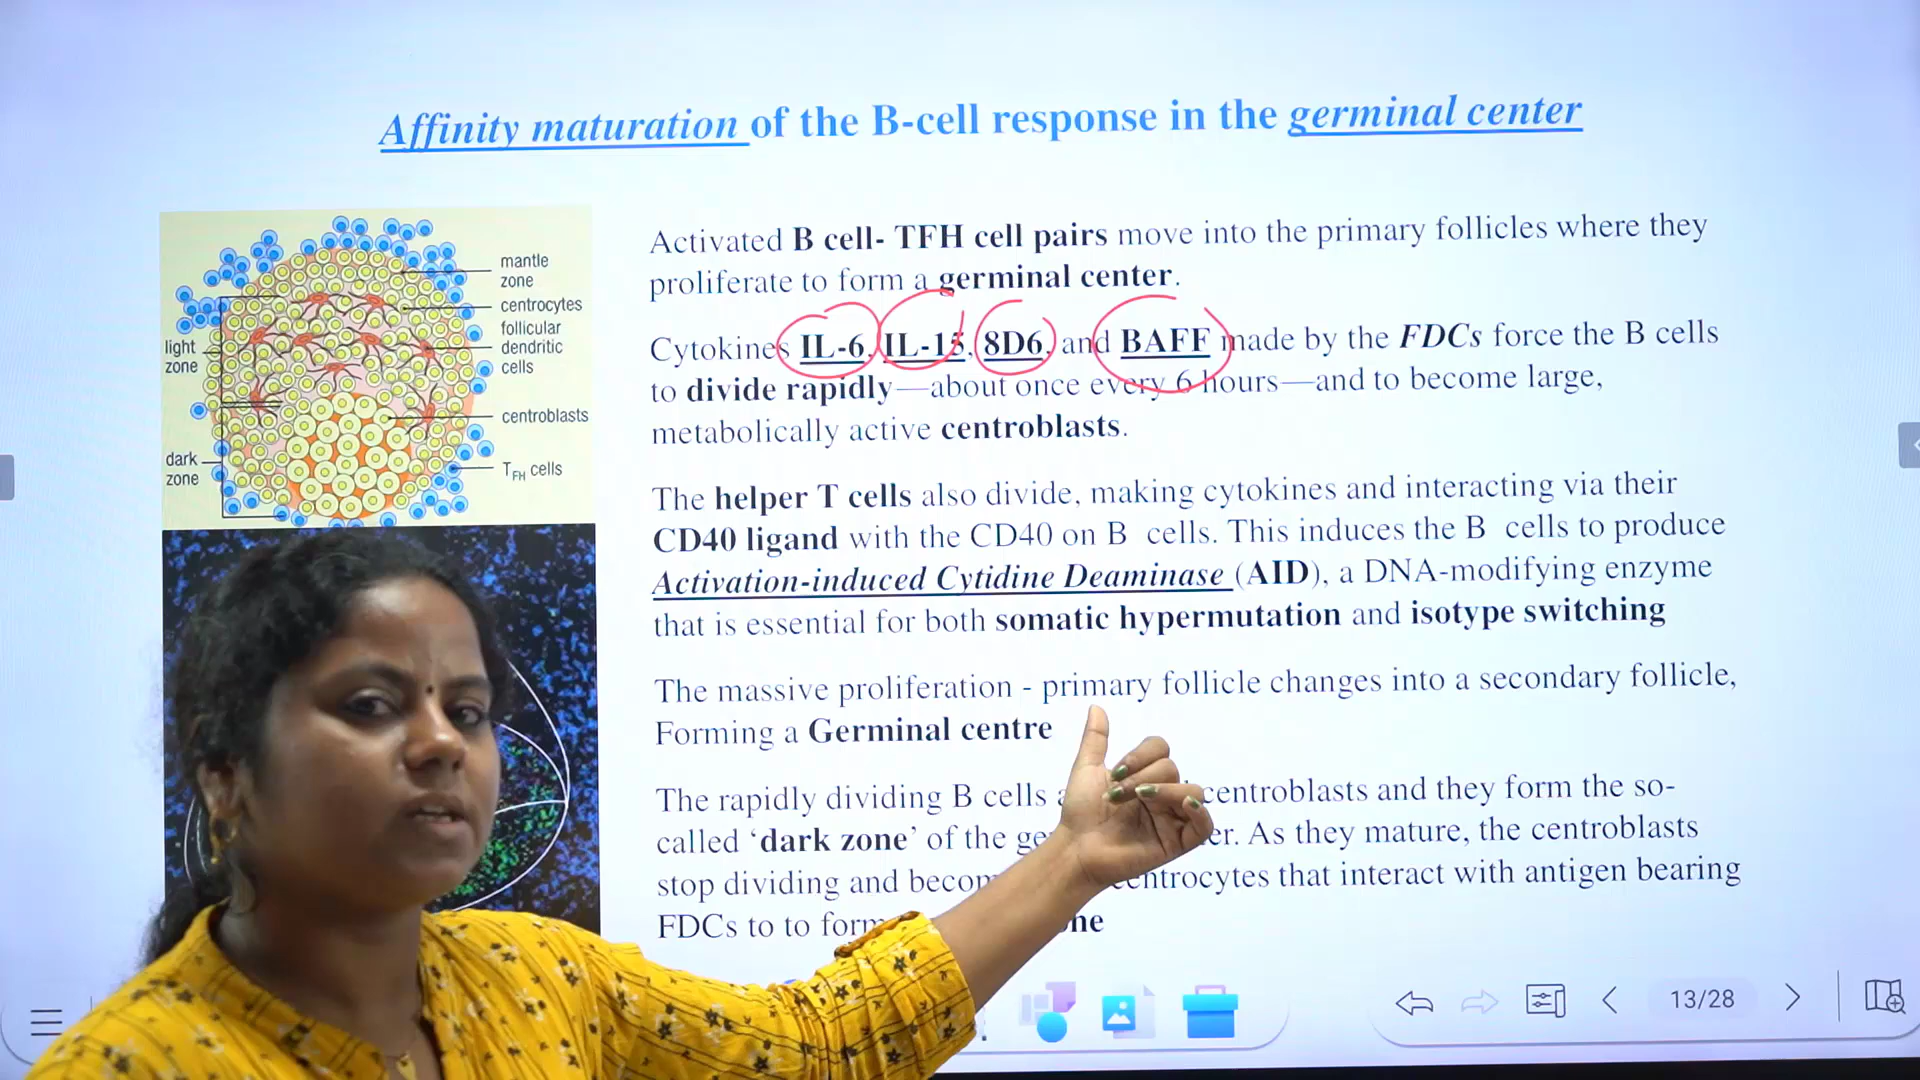 Affinity maturation of the B-cell response in the germinal center
mantle
zone
centrocytes
follicular
dendritic
cells
light
zone
centroblasts
dark
zone
TFH cells
Activated B cell- TFH cell pairs move into the primary follicles where they
proliferate to form a germinal center.
Cytokines IL-6, IL-15, 8D6, and BAFF made by the FDCs force the B cells
to divide rapidly—about once every 6 hours—and to become large,
metabolically active centroblasts.
The helper T cells also divide, making cytokines and interacting via their
CD40 ligand with the CD40 on B cells. This induces the B cells to produce
Activation-induced Cytidine Deaminase (AID), a DNA-modifying enzyme
that is essential for both somatic hypermutation and isotype switching
The massive proliferation - primary follicle changes into a secondary follicle,
Forming a Germinal centre
The rapidly dividing B cells centroblasts and they form the so-
called ‘dark zone’ of the As they mature, the centroblasts
stop dividing and centrocytes that interact with antigen bearing
FDCs to to
13/28